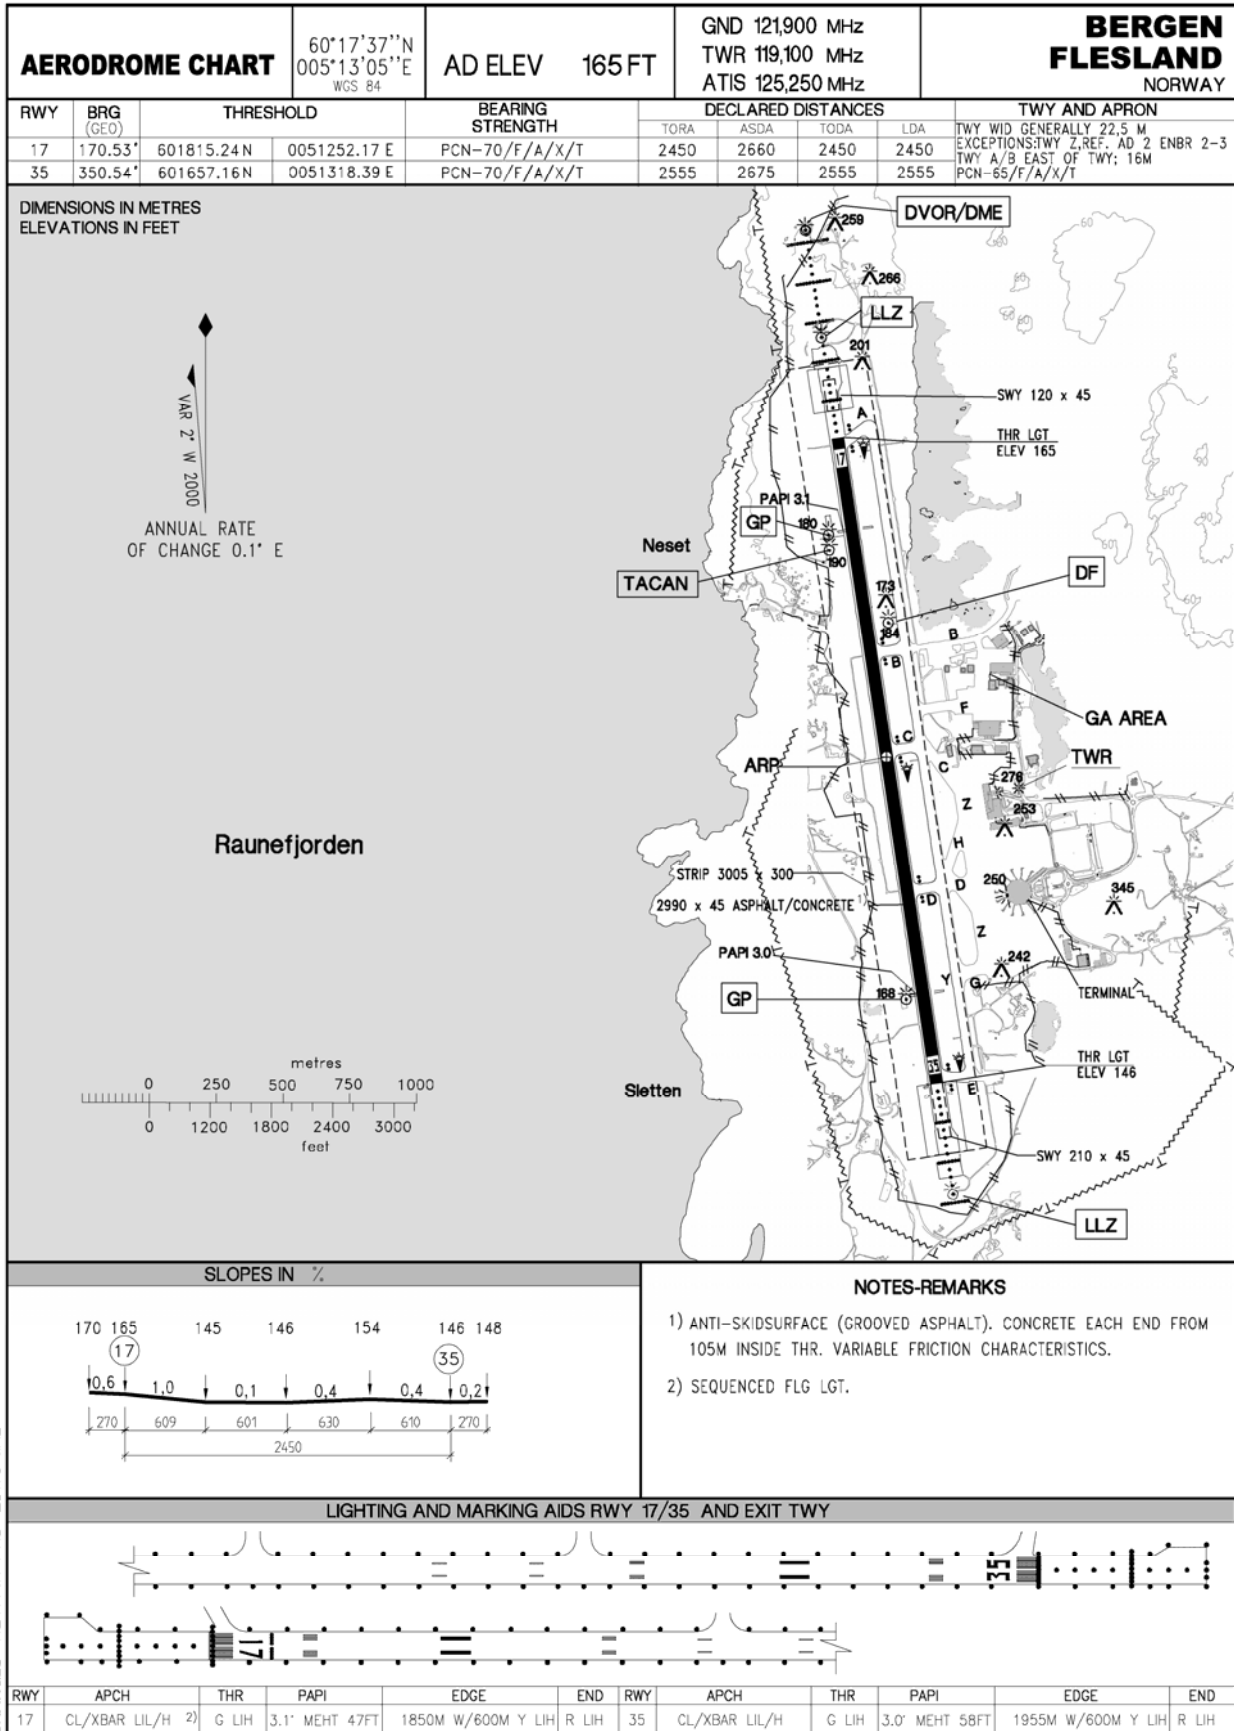 AERODROME CHART
60°17'37''N
005°13'05''E
WGS 84
AD ELEV 165 FT
GND 121,900 MHz
TWR 119,100 MHz
ATIS 125,250 MHz
BERGEN
FLESLAND
NORWAY
RWY BRG (GEO) THRESHOLD BEARING STRENGTH DECLARED DISTANCES TWY AND APRON
TORA ASDA TODA LDA
17 170.53° 601815.24N 0051252.17 E PCN-70/F/A/X/T 2450 2660 2450 2450
35 350.54° 601657.16N 0051318.39 E PCN-70/F/A/X/T 2555 2675 2555 2555
TWY WID GENERALLY 22,5 M
EXCEPTIONS:TWY Z,REF. AD 2 ENBR 2-3
TWY A/B EAST OF TWY; 16M
PCN-65/F/A/X/T
DIMENSIONS IN METRES
ELEVATIONS IN FEET
DVOR/DME
259
266
LLZ
201
SWY 120 x 45
A
THR LGT
ELEV 165
17
VAR 2° W 2000
ANNUAL RATE
OF CHANGE 0.1° E
PAPI 3.1
GP
180
Neset
190
TACAN
DF
173
184
B
B
F
GA AREA
C
ARP
C
TWR
276
Z
253
Raunefjorden
H
STRIP 3005 x 300
D
250
345
2990 x 45 ASPHALT/CONCRETE 1)
D
Z
PAPI 3.0
242
Y
G
GP
168
TERMINAL
60
60
60
60
THR LGT
ELEV 146
35
E
Sletten
metres
0 250 500 750 1000
0 1200 1800 2400 3000
feet
SWY 210 x 45
LLZ
SLOPES IN %
170 165 145 146 154 146 148
17 35
0,6 1,0 0,1 0,4 0,4 0,2
270 609 601 630 610 270
2450
NOTES-REMARKS
1) ANTI-SKIDSURFACE (GROOVED ASPHALT). CONCRETE EACH END FROM
105M INSIDE THR. VARIABLE FRICTION CHARACTERISTICS.
2) SEQUENCED FLG LGT.
LIGHTING AND MARKING AIDS RWY 17/35 AND EXIT TWY
35
17
RWY APCH THR PAPI EDGE END RWY APCH THR PAPI EDGE END
17 CL/XBAR LIL/H 2) G LIH 3.1° MEHT 47FT 1850M W/600M Y LIH R LIH 35 CL/XBAR LIL/H G LIH 3.0° MEHT 58FT 1955M W/600M Y LIH R LIH